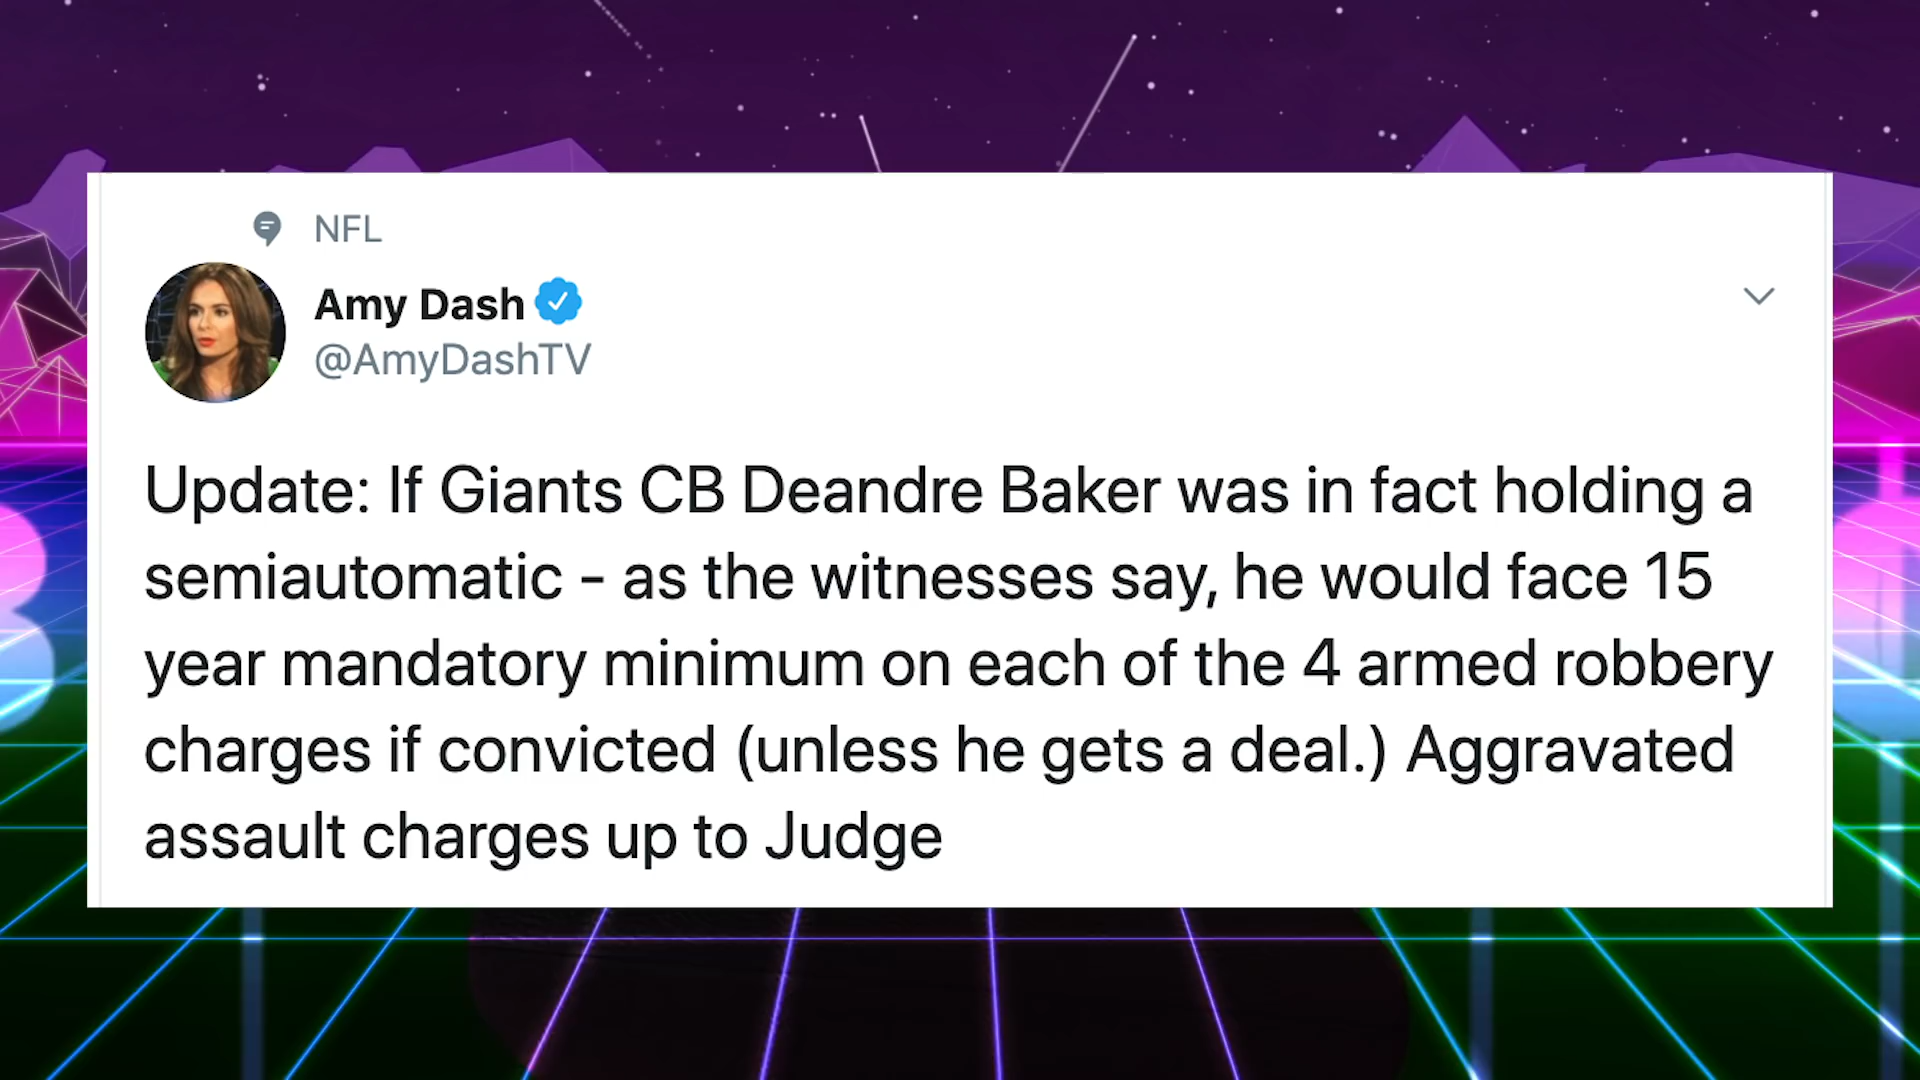 NFL
Amy Dash
@AmyDashTV
Update: If Giants CB Deandre Baker was in fact holding a
semiautomatic - as the witnesses say, he would face 15
year mandatory minimum on each of the 4 armed robbery
charges if convicted (unless he gets a deal.) Aggravated
assault charges up to Judge